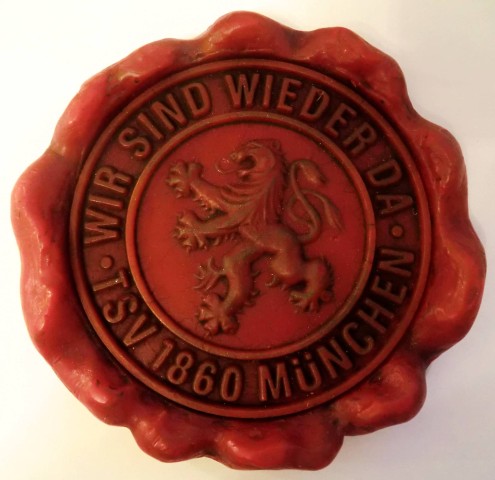 WIR SIND WIEDER DA
TSV 1860 MÜNCHEN